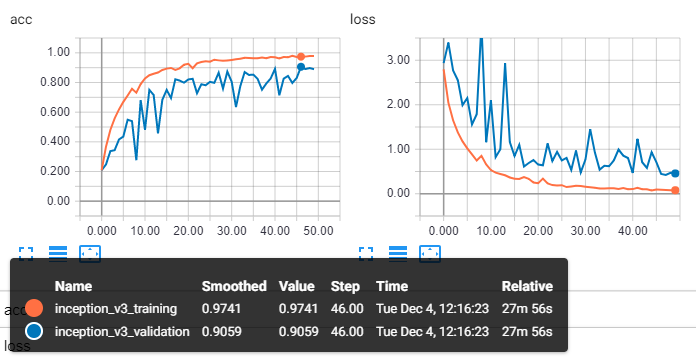 acc
loss
1.00
0.800
0.600
0.400
0.200
0.00
0.000 10.00 20.00 30.00 40.00 50.00
3.00
2.00
1.00
0.00
0.000 10.00 20.00 30.00 40.00
Name Smoothed Value Step Time Relative
inception_v3_training 0.9741 0.9741 46.00 Tue Dec 4, 12:16:23 27m 56s
inception_v3_validation 0.9059 0.9059 46.00 Tue Dec 4, 12:16:23 27m 56s
acc
loss